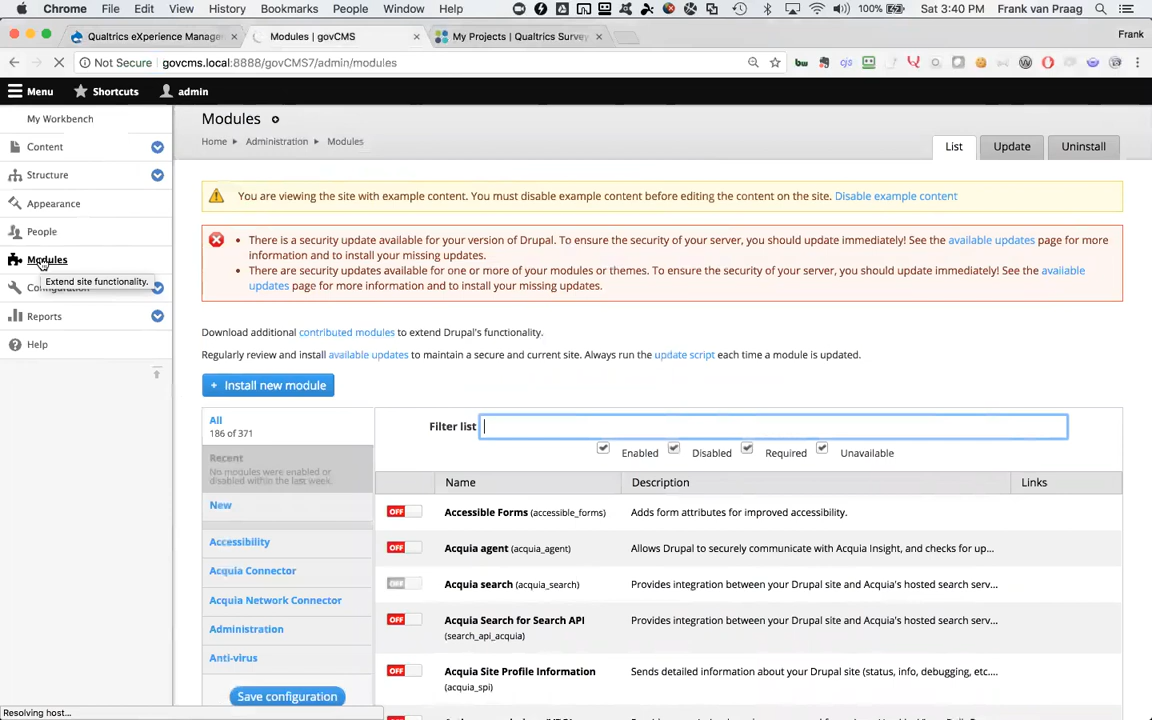 Chrome File Edit View History Bookmarks People Window Help 100% Sat 3:40 PM Frank van Praag
Qualtrics eXperience Manage Modules | govCMS My Projects | Qualtrics Survey Frank
Not Secure govcms.local:8888/govCMS7/admin/modules
Menu Shortcuts admin
My Workbench
Content
Structure
Appearance
People
Modules
Extend site functionality.
Configuration
Reports
Help
Modules
Home Administration Modules
List Update Uninstall
You are viewing the site with example content. You must disable example content before editing the content on the site. Disable example content
• There is a security update available for your version of Drupal. To ensure the security of your server, you should update immediately! See the available updates page for more
information and to install your missing updates.
• There are security updates available for one or more of your modules or themes. To ensure the security of your server, you should update immediately! See the available
updates page for more information and to install your missing updates.
Download additional contributed modules to extend Drupal's functionality.
Regularly review and install available updates to maintain a secure and current site. Always run the update script each time a module is updated.
+ Install new module
All
186 of 371
Recent
No modules were enabled or
disabled within the last week.
New
Accessibility
Acquia Connector
Acquia Network Connector
Administration
Anti-virus
Save configuration
Filter list
Enabled Disabled Required Unavailable
Name Description Links
OFF Accessible Forms (accessible_forms) Adds form attributes for improved accessibility.
OFF Acquia agent (acquia_agent) Allows Drupal to securely communicate with Acquia Insight, and checks for up...
OFF Acquia search (acquia_search) Provides integration between your Drupal site and Acquia's hosted search serv...
OFF Acquia Search for Search API Provides integration between your Drupal site and Acquia's hosted search serv...
(search_api_acquia)
OFF Acquia Site Profile Information Sends detailed information about your Drupal site (status, info, debugging, etc....
(acquia_spi)
Resolving host...